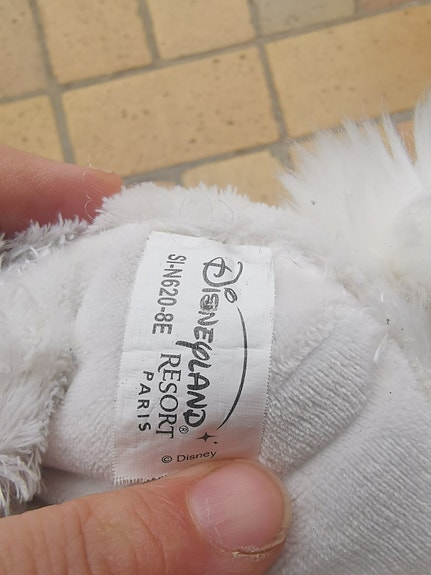 Disneyland
RESORT®
PARIS
SI-N620-8E
© Disney